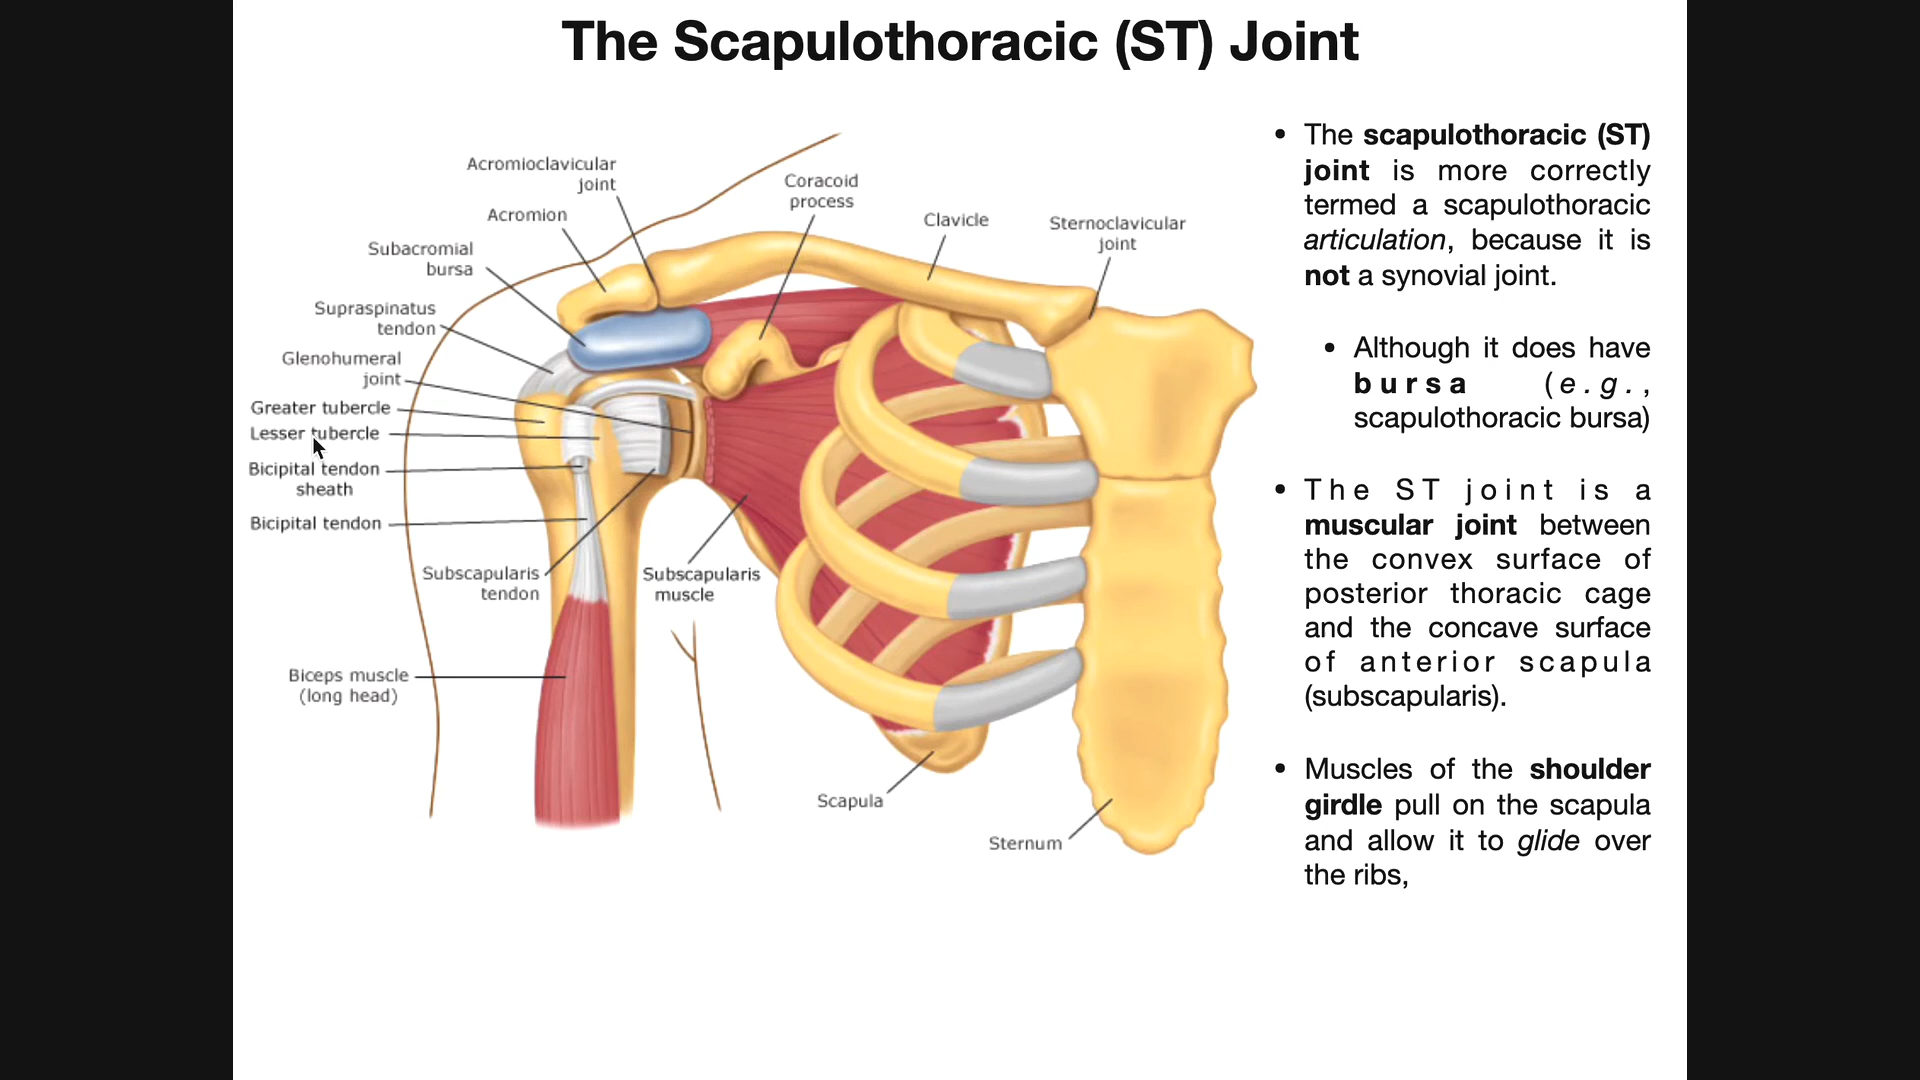 The Scapulothoracic (ST) Joint
Acromioclavicular
joint
Acromion
Subacromial
bursa
Supraspinatus
tendon
Glenohumeral
joint
Greater tubercle
Lesser tubercle
Bicipital tendon
sheath
Bicipital tendon
Subscapularis
tendon
Subscapularis
muscle
Biceps muscle
(long head)
Coracoid
process
Clavicle
Sternoclavicular
joint
Scapula
Sternum
• The scapulothoracic (ST)
joint is more correctly
termed a scapulothoracic
articulation, because it is
not a synovial joint.
• Although it does have
bursa (e.g.,
scapulothoracic bursa)
• The ST joint is a
muscular joint between
the convex surface of
posterior thoracic cage
and the concave surface
of anterior scapula
(subscapularis).
• Muscles of the shoulder
girdle pull on the scapula
and allow it to glide over
the ribs,